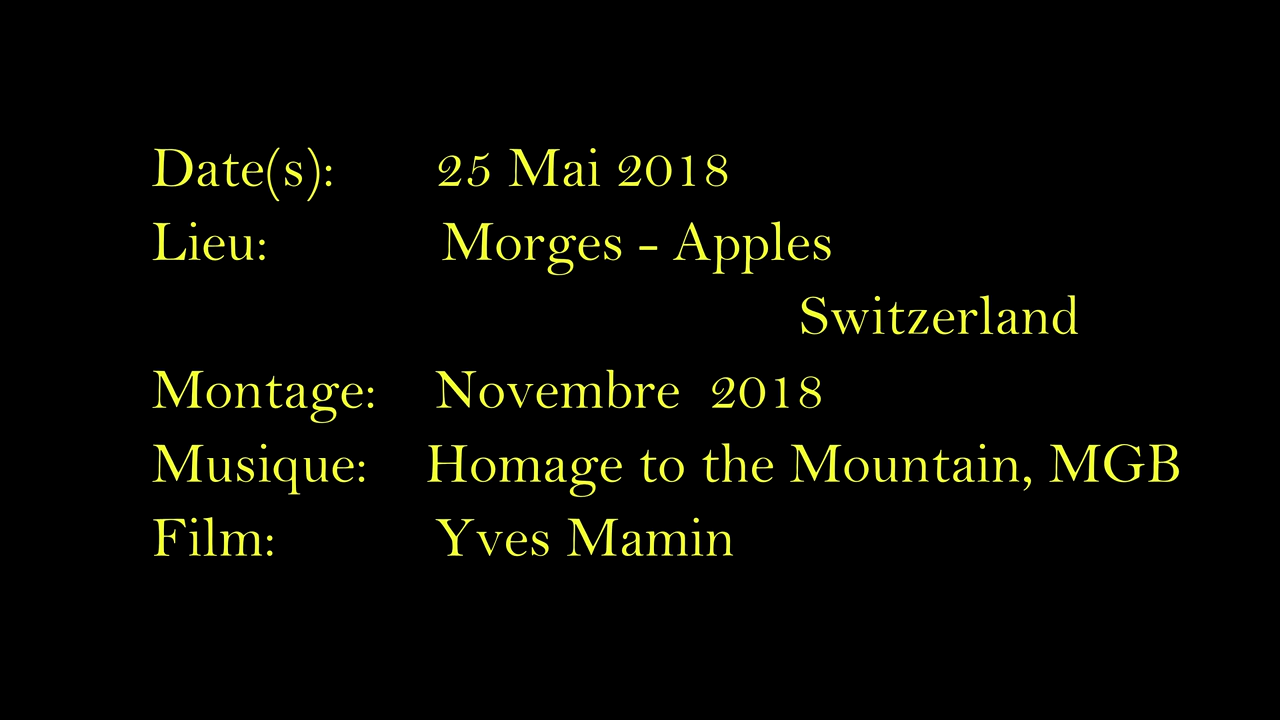 Date(s): 25 Mai 2018
Lieu: Morges - Apples
Switzerland
Montage: Novembre 2018
Musique: Homage to the Mountain, MGB
Film: Yves Mamin